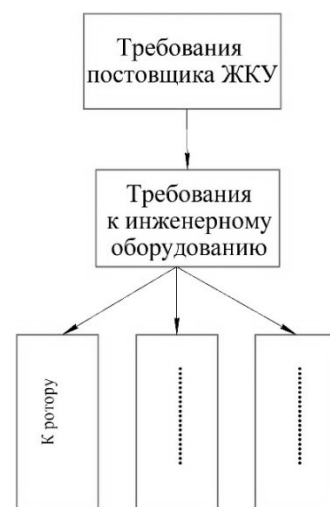 Требования
постовщика ЖКУ
Требования
к инженерному
оборудованию
К ротору